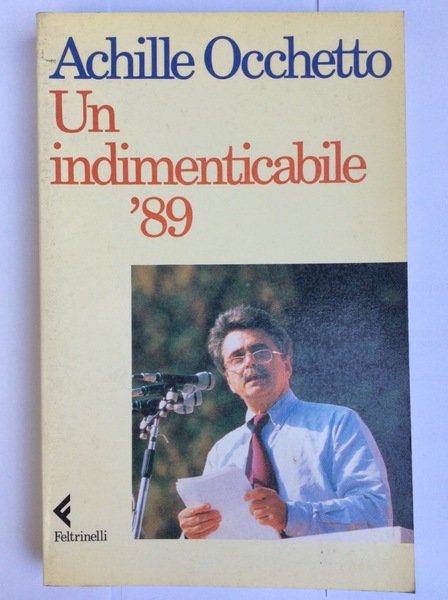 Achille Occhetto
Un
indimenticabile
'89
Feltrinelli